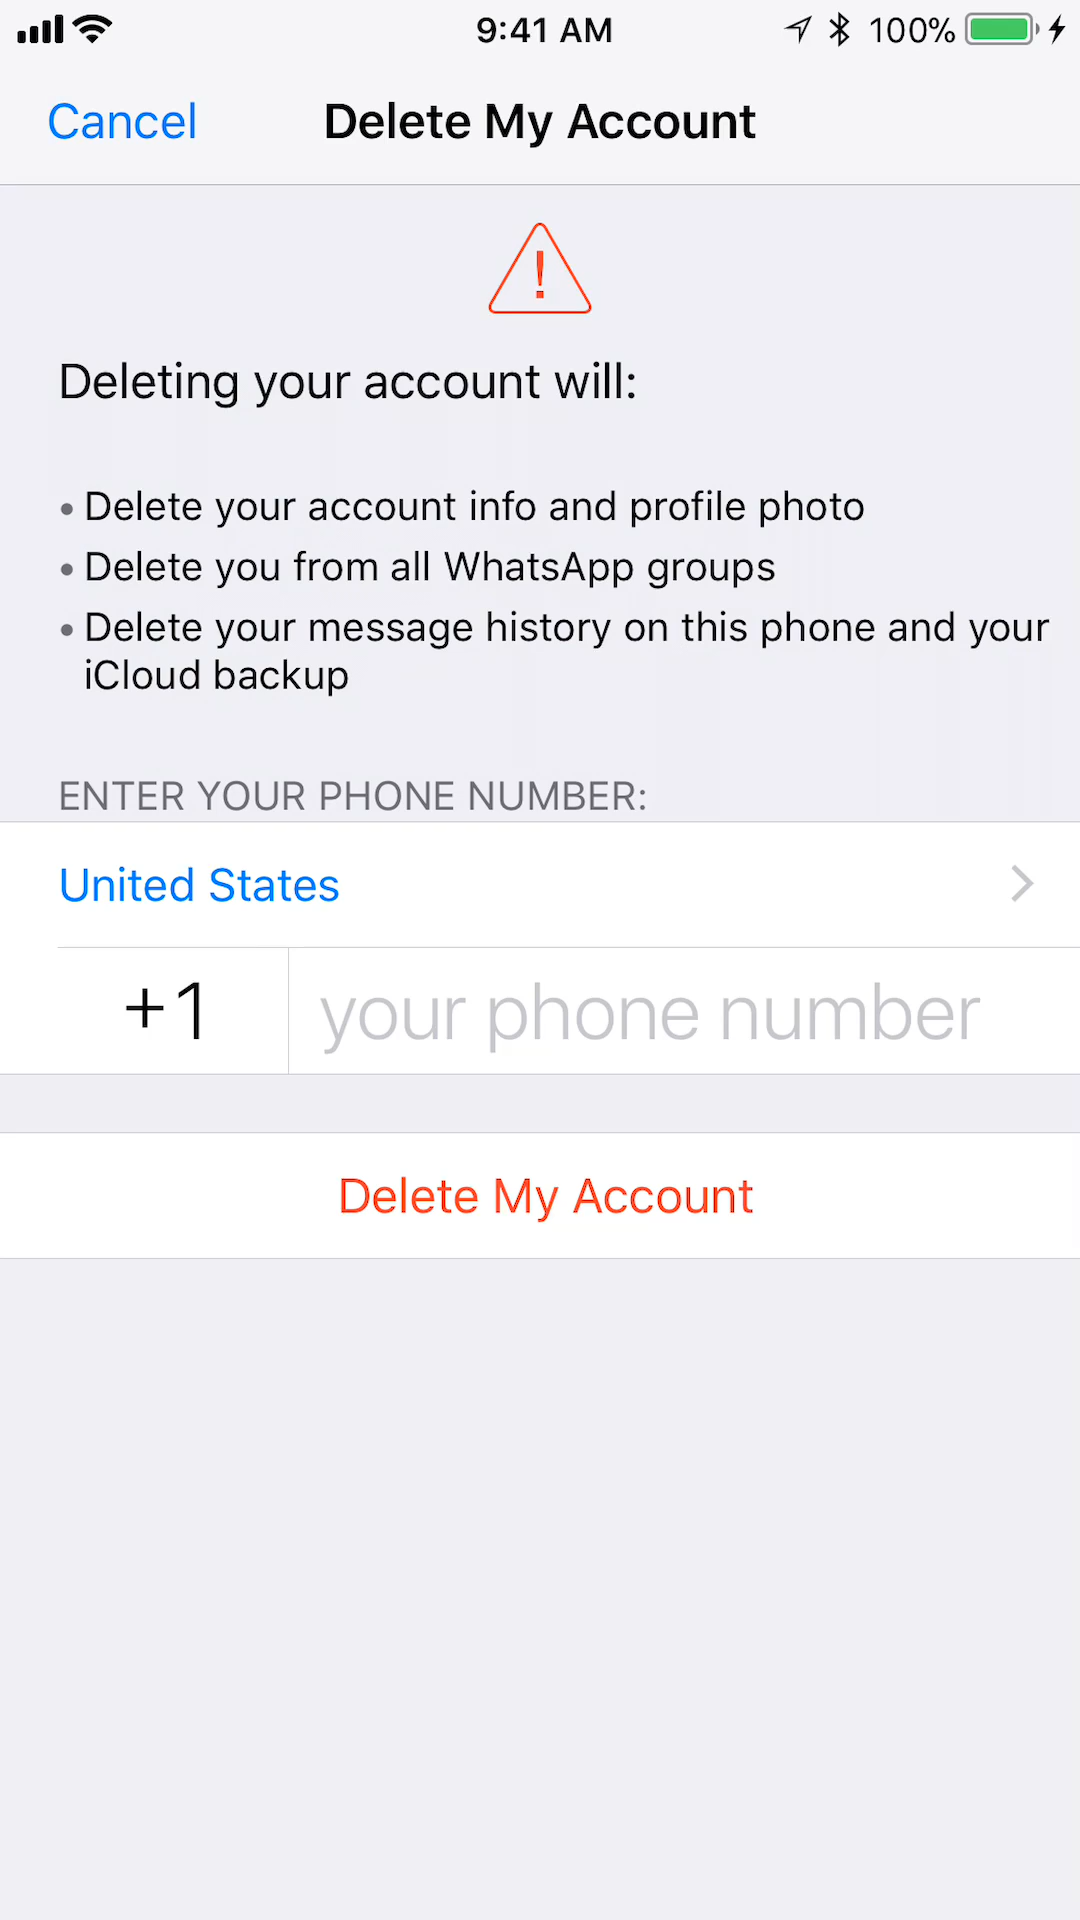 9:41 AM
100%
Cancel
Delete My Account
Deleting your account will:
• Delete your account info and profile photo
• Delete you from all WhatsApp groups
• Delete your message history on this phone and your
iCloud backup
ENTER YOUR PHONE NUMBER:
United States
+1
your phone number
Delete My Account